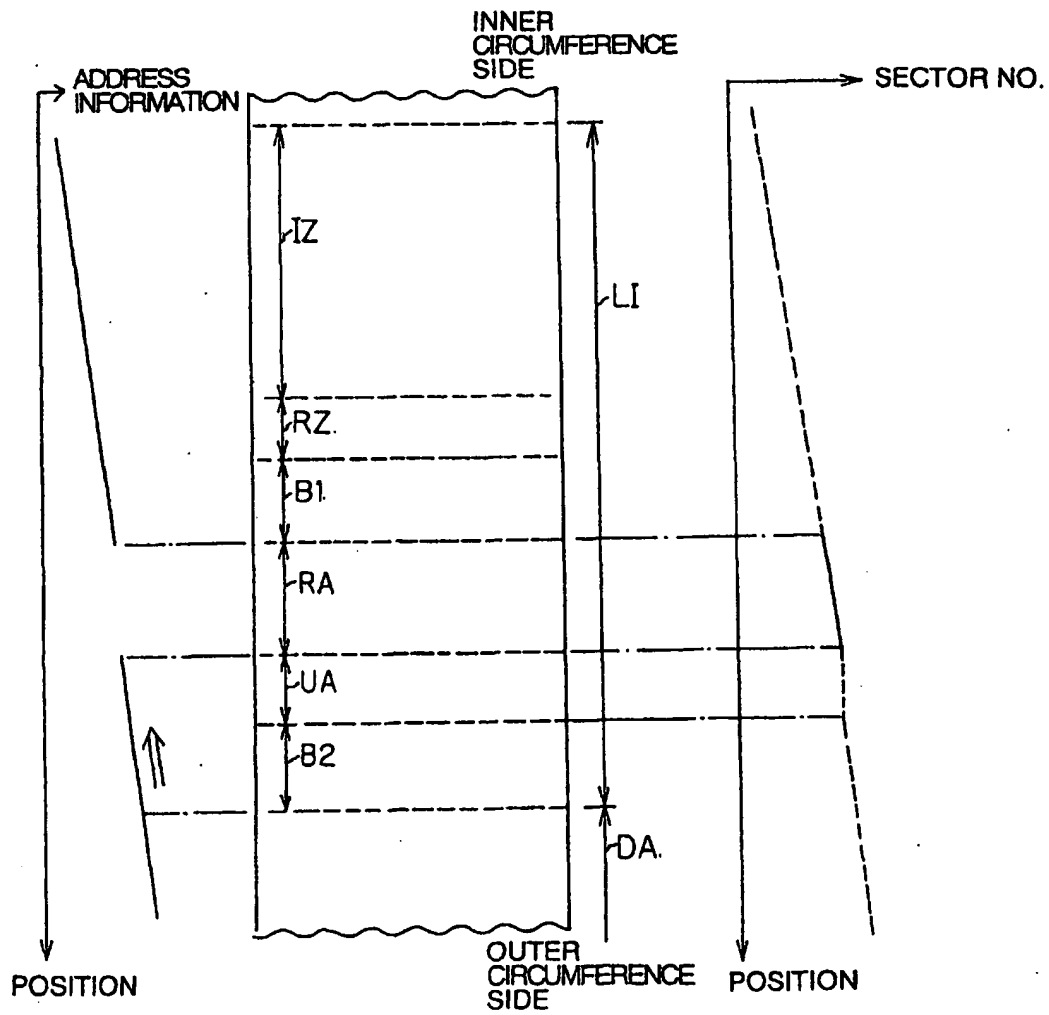 INNER
CIRCUMFERENCE
SIDE
ADDRESS
INFORMATION
SECTOR NO.
IZ
LI
RZ.
B1.
RA
UA
B2
DA.
OUTER
CIRCUMFERENCE
SIDE
POSITION
POSITION